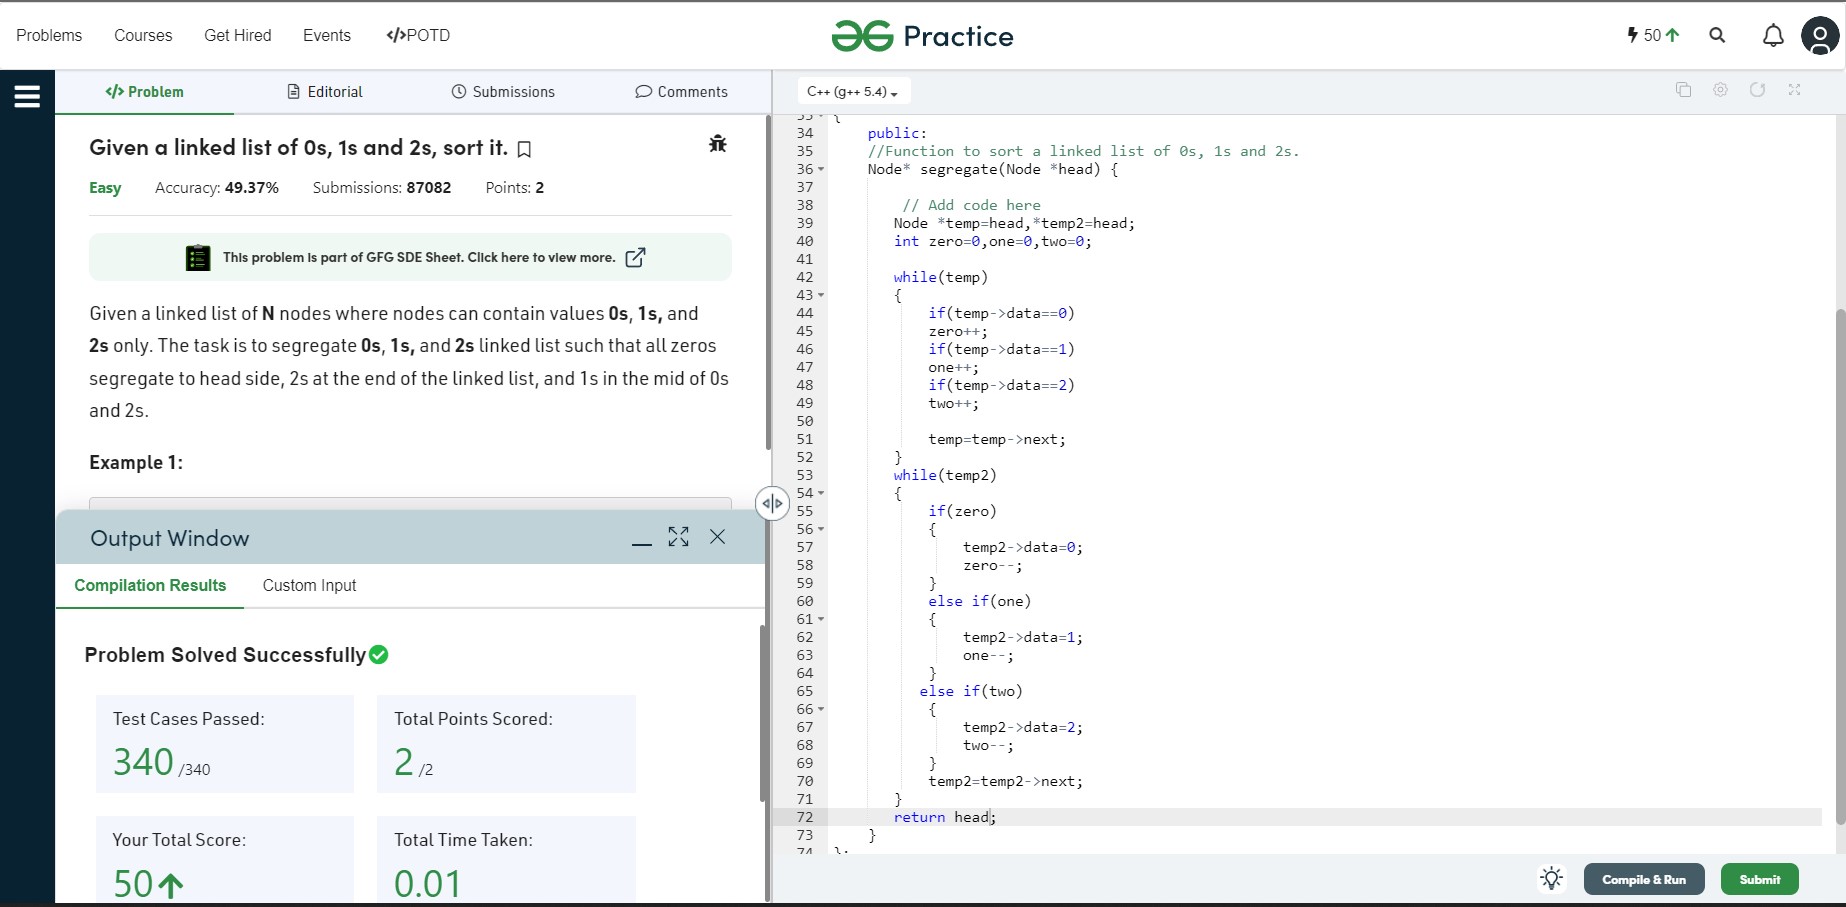 Problems Courses Get Hired Events </>POTD
Practice
50
</> Problem Editorial Submissions Comments
C++ (g++ 5.4)
Given a linked list of 0s, 1s and 2s, sort it.
Easy Accuracy: 49.37% Submissions: 87082 Points: 2
This problem is part of GFG SDE Sheet. Click here to view more.
Given a linked list of N nodes where nodes can contain values 0s, 1s, and
2s only. The task is to segregate 0s, 1s, and 2s linked list such that all zeros
segregate to head side, 2s at the end of the linked list, and 1s in the mid of 0s
and 2s.
Example 1:
Output Window
Compilation Results Custom Input
Problem Solved Successfully
Test Cases Passed:
340 /340
Total Points Scored:
2 /2
Your Total Score:
50
Total Time Taken:
0.01
33 {
34 public:
35 //Function to sort a linked list of 0s, 1s and 2s.
36 Node* segregate(Node *head) {
37
38 // Add code here
39 Node *temp=head,*temp2=head;
40 int zero=0,one=0,two=0;
41
42 while(temp)
43 {
44 if(temp->data==0)
45 zero++;
46 if(temp->data==1)
47 one++;
48 if(temp->data==2)
49 two++;
50
51 temp=temp->next;
52 }
53 while(temp2)
54 {
55 if(zero)
56 {
57 temp2->data=0;
58 zero--;
59 }
60 else if(one)
61 {
62 temp2->data=1;
63 one--;
64 }
65 else if(two)
66 {
67 temp2->data=2;
68 two--;
69 }
70 temp2=temp2->next;
71 }
72 return head;
73 }
74 };
Compile & Run Submit